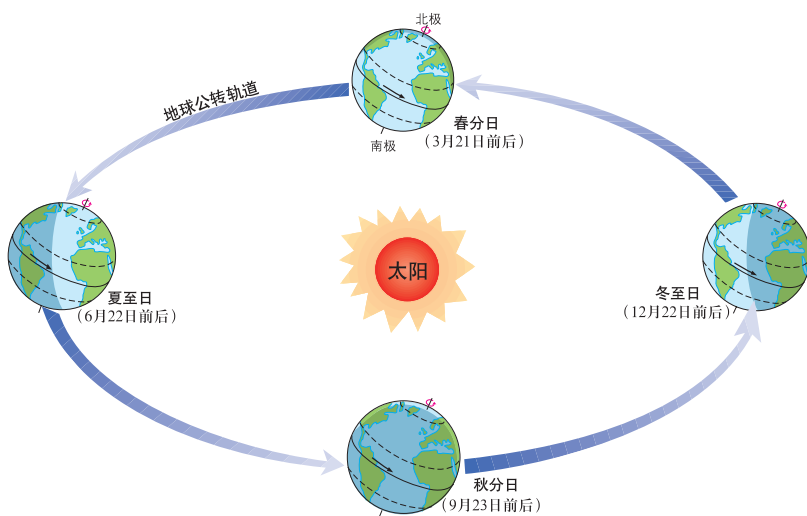 北极
地球公转轨道
春分日
(3月21日前后)
南极
太阳
夏至日
(6月22日前后)
冬至日
(12月22日前后)
秋分日
(9月23日前后)